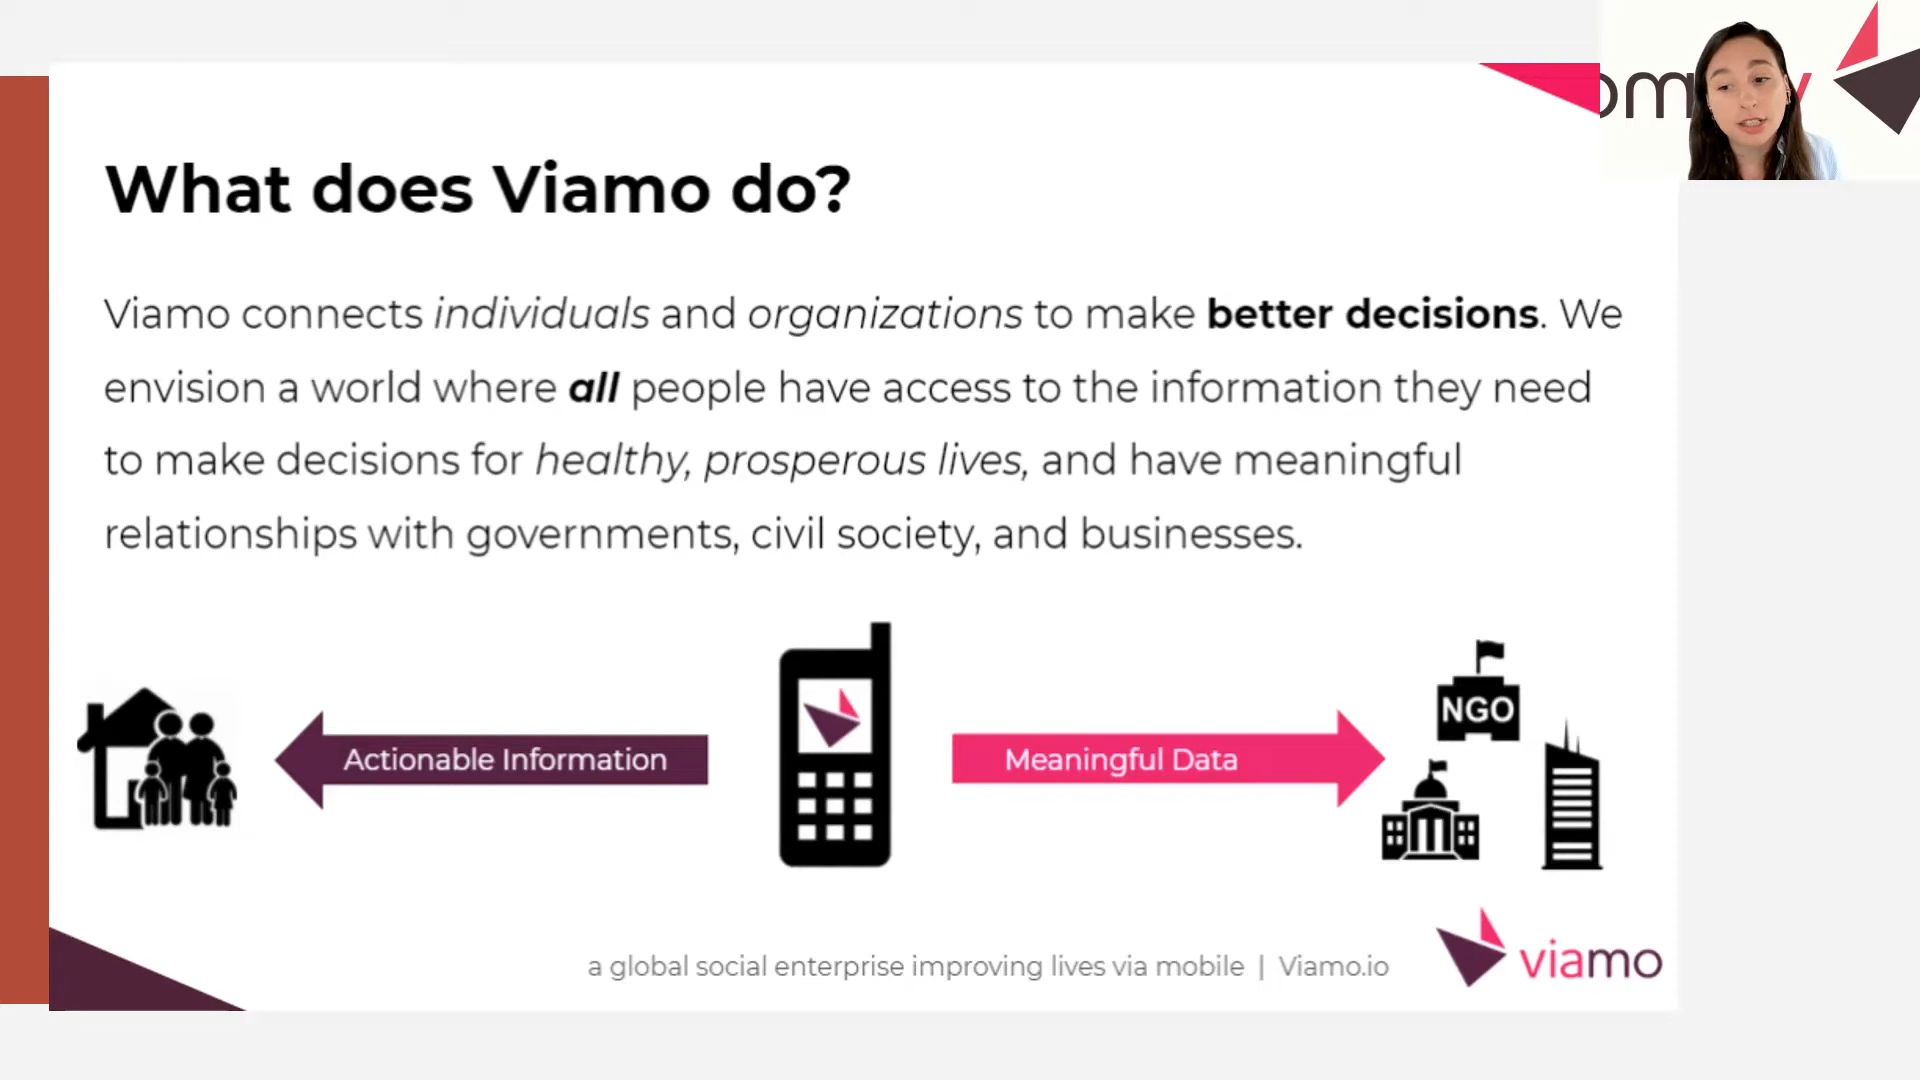 What does Viamo do?
Viamo connects individuals and organizations to make better decisions. We
envision a world where all people have access to the information they need
to make decisions for healthy, prosperous lives, and have meaningful
relationships with governments, civil society, and businesses.
Actionable Information
Meaningful Data
NGO
a global social enterprise improving lives via mobile | Viamo.io
viamo